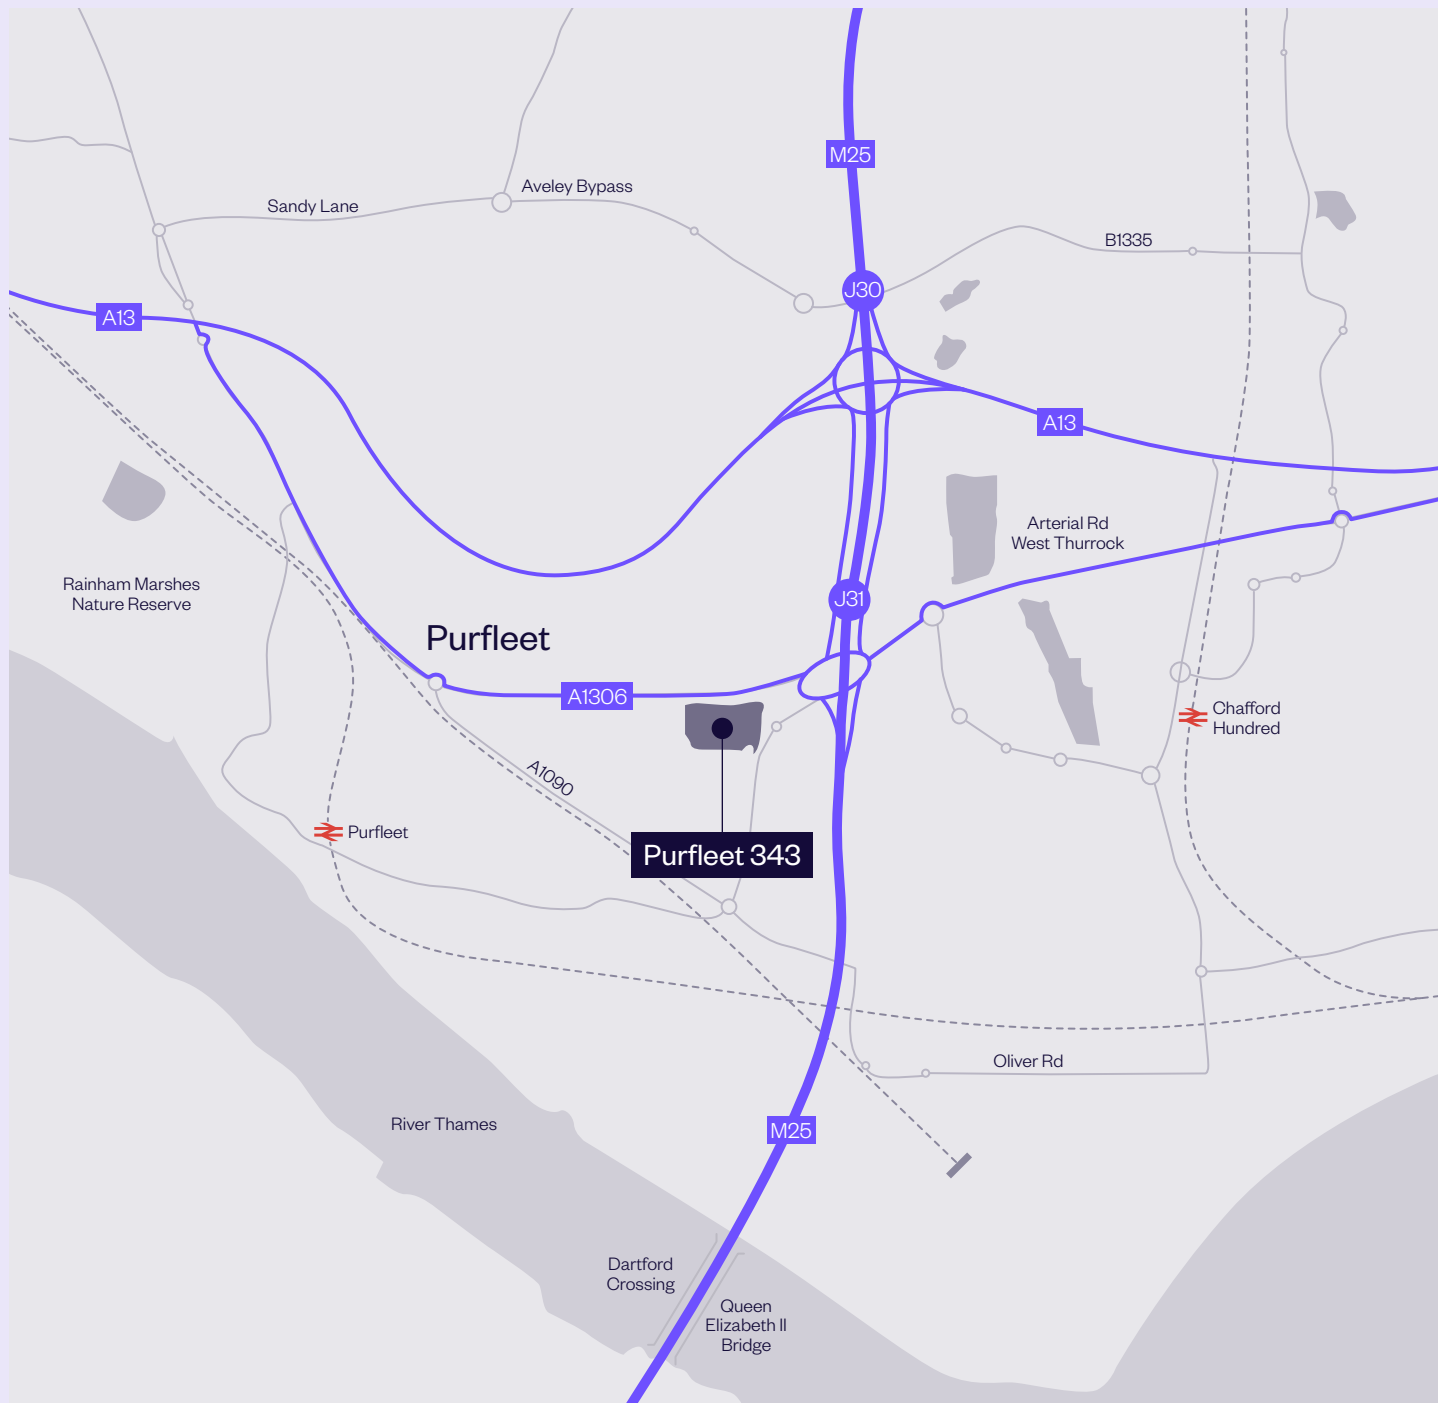 M25
Aveley Bypass
Sandy Lane
B1335
J30
A13
A13
Arterial Rd
West Thurrock
Rainham Marshes
Nature Reserve
J31
Purfleet
A1306
Chafford
Hundred
A1090
Purfleet
Purfleet 343
Oliver Rd
River Thames
M25
Dartford
Crossing
Queen
Elizabeth II
Bridge